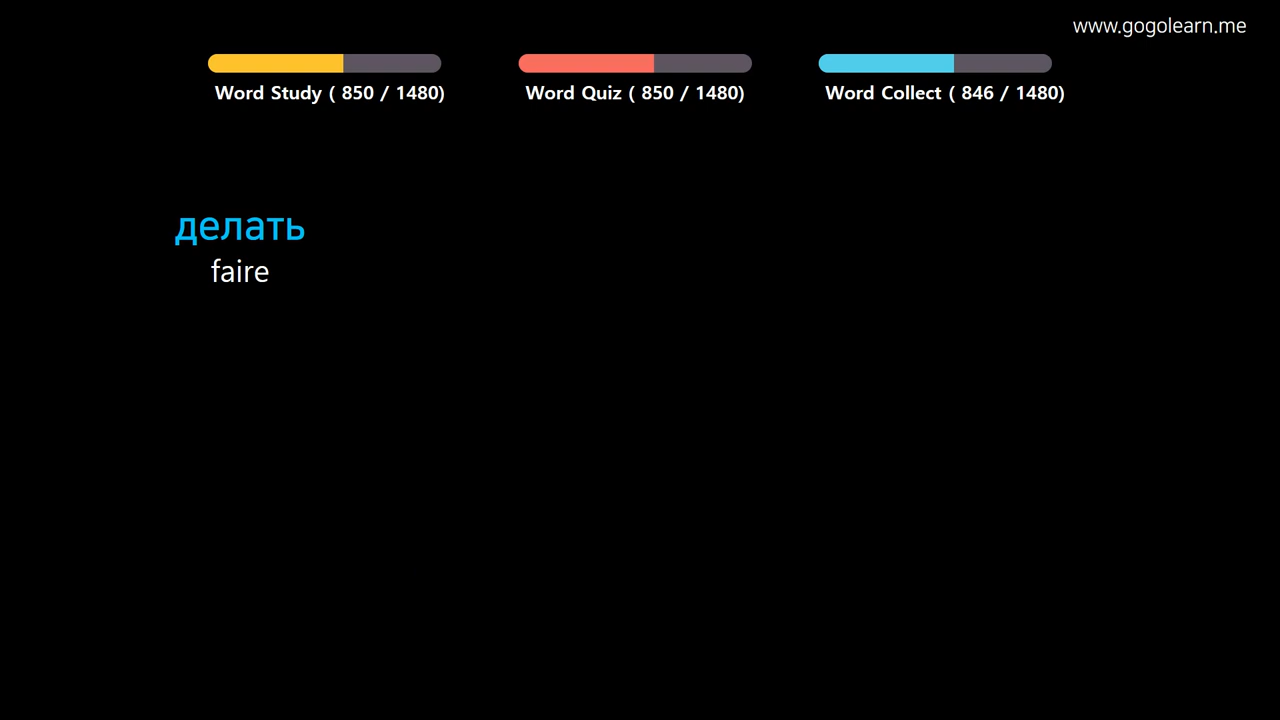 www.gogolearn.me
Word Study ( 850 / 1480)
Word Quiz ( 850 / 1480)
Word Collect ( 846 / 1480)
делать
faire